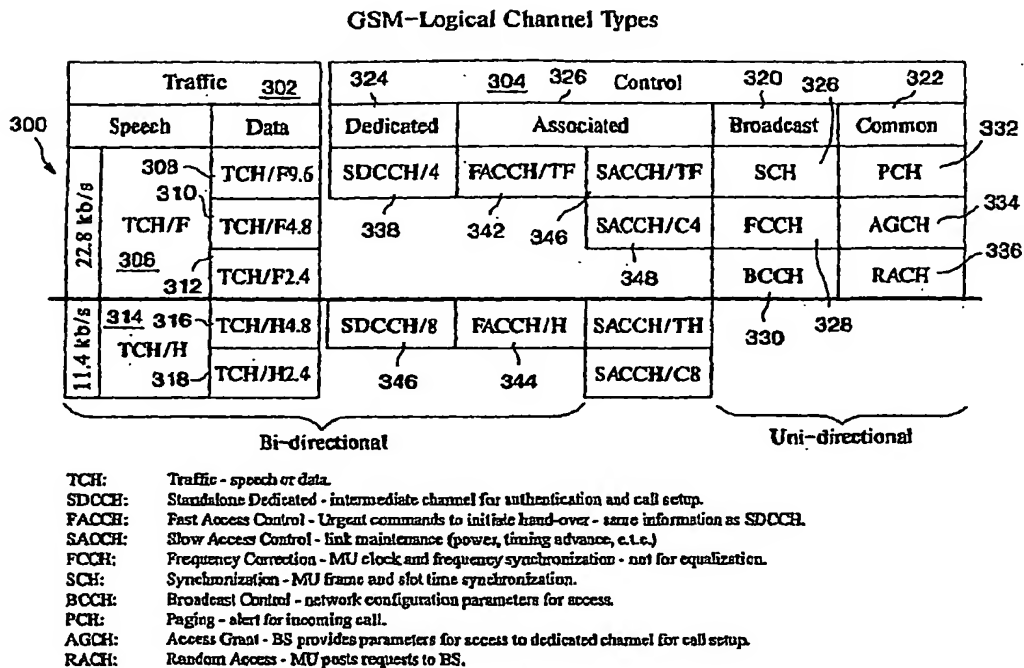 GSM-Logical Channel Types
Traffic 302
324 304 326 Control 320 326 322
300
Speech Data Dedicated Associated Broadcast Common
332
22.8 kb/s
308 TCH/F9.6 SDCCH/4 FACCH/TF SACCH/TF SCH PCH
310
TCH/F TCH/F4.8 338 342 346 SACCH/C4 FCCH AGCH 334
306
312 TCH/F2.4 348 BCCH RACH 336
11.4 kb/s
314 316 TCH/H4.8 SDCCH/8 FACCH/H SACCH/TH 330 328
TCH/H
318 TCH/H2.4 346 344 SACCH/C8
Bi-directional Uni-directional
TCH: Traffic - speech or data.
SDCCH: Standalone Dedicated - intermediate channel for authentication and call setup.
FACCH: Fast Access Control - Urgent commands to initiate hand-over - same information as SDCCH.
SACCH: Slow Access Control - link maintenance (power, timing advance, e.t.c.)
FCCH: Frequency Correction - MU clock and frequency synchronization - not for equalization.
SCH: Synchronization - MU frame and slot time synchronization.
BCCH: Broadcast Control - network configuration parameters for access.
PCH: Paging - alert for incoming call.
AGCH: Access Grant - BS provides parameters for access to dedicated channel for call setup.
RACH: Random Access - MU posts requests to BS.